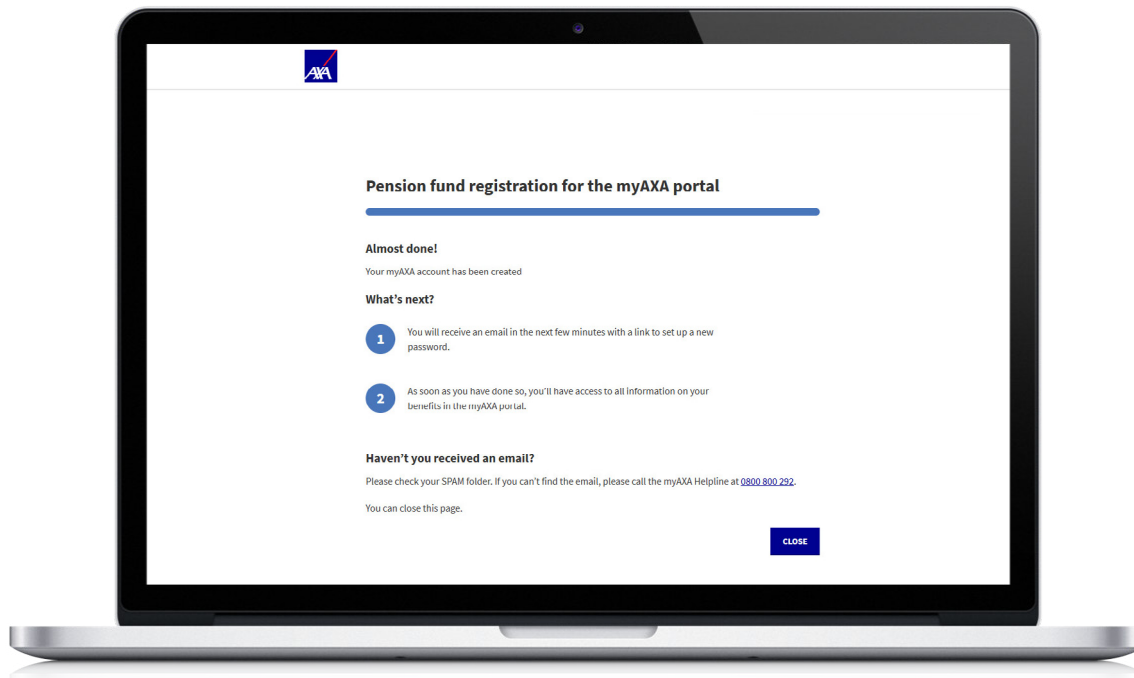 AXA
Pension fund registration for the myAXA portal
Almost done!
Your myAXA account has been created
What's next?
1
You will receive an email in the next few minutes with a link to set up a new
password.
2
As soon as you have done so, you'll have access to all information on your
benefits in the myAXA portal.
Haven't you received an email?
Please check your SPAM folder. If you can't find the email, please call the myAXA Helpline at 0800 800 292.
You can close this page.
CLOSE